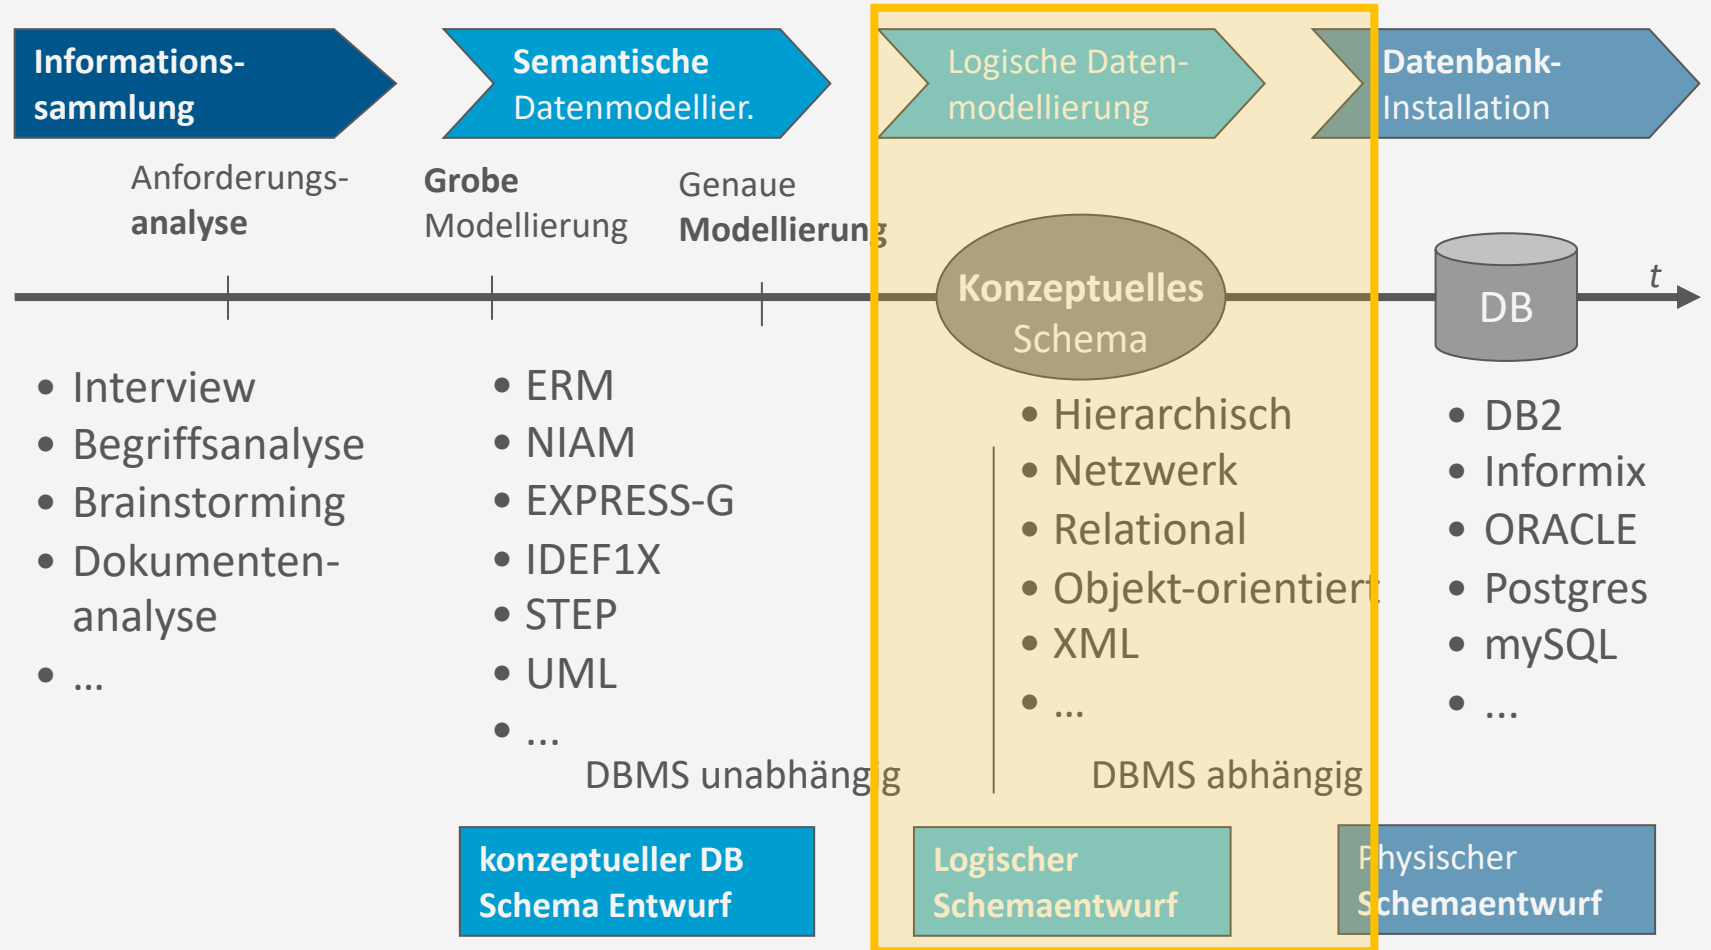 Informations-
sammlung
Semantische
Datenmodellier.
Logische Daten-
modellierung
Datenbank-
Installation
Anforderungs-
analyse
Grobe
Modellierung
Genaue
Modellierung
Konzeptuelles
Schema
DB
t
• Interview
• Begriffsanalyse
• Brainstorming
• Dokumenten-
analyse
• ...
• ERM
• NIAM
• EXPRESS-G
• IDEF1X
• STEP
• UML
• ...
DBMS unabhängig
• Hierarchisch
• Netzwerk
• Relational
• Objekt-orientiert
• XML
• ...
DBMS abhängig
• DB2
• Informix
• ORACLE
• Postgres
• mySQL
• ...
konzeptueller DB
Schema Entwurf
Logischer
Schemaentwurf
Physischer
Schemaentwurf